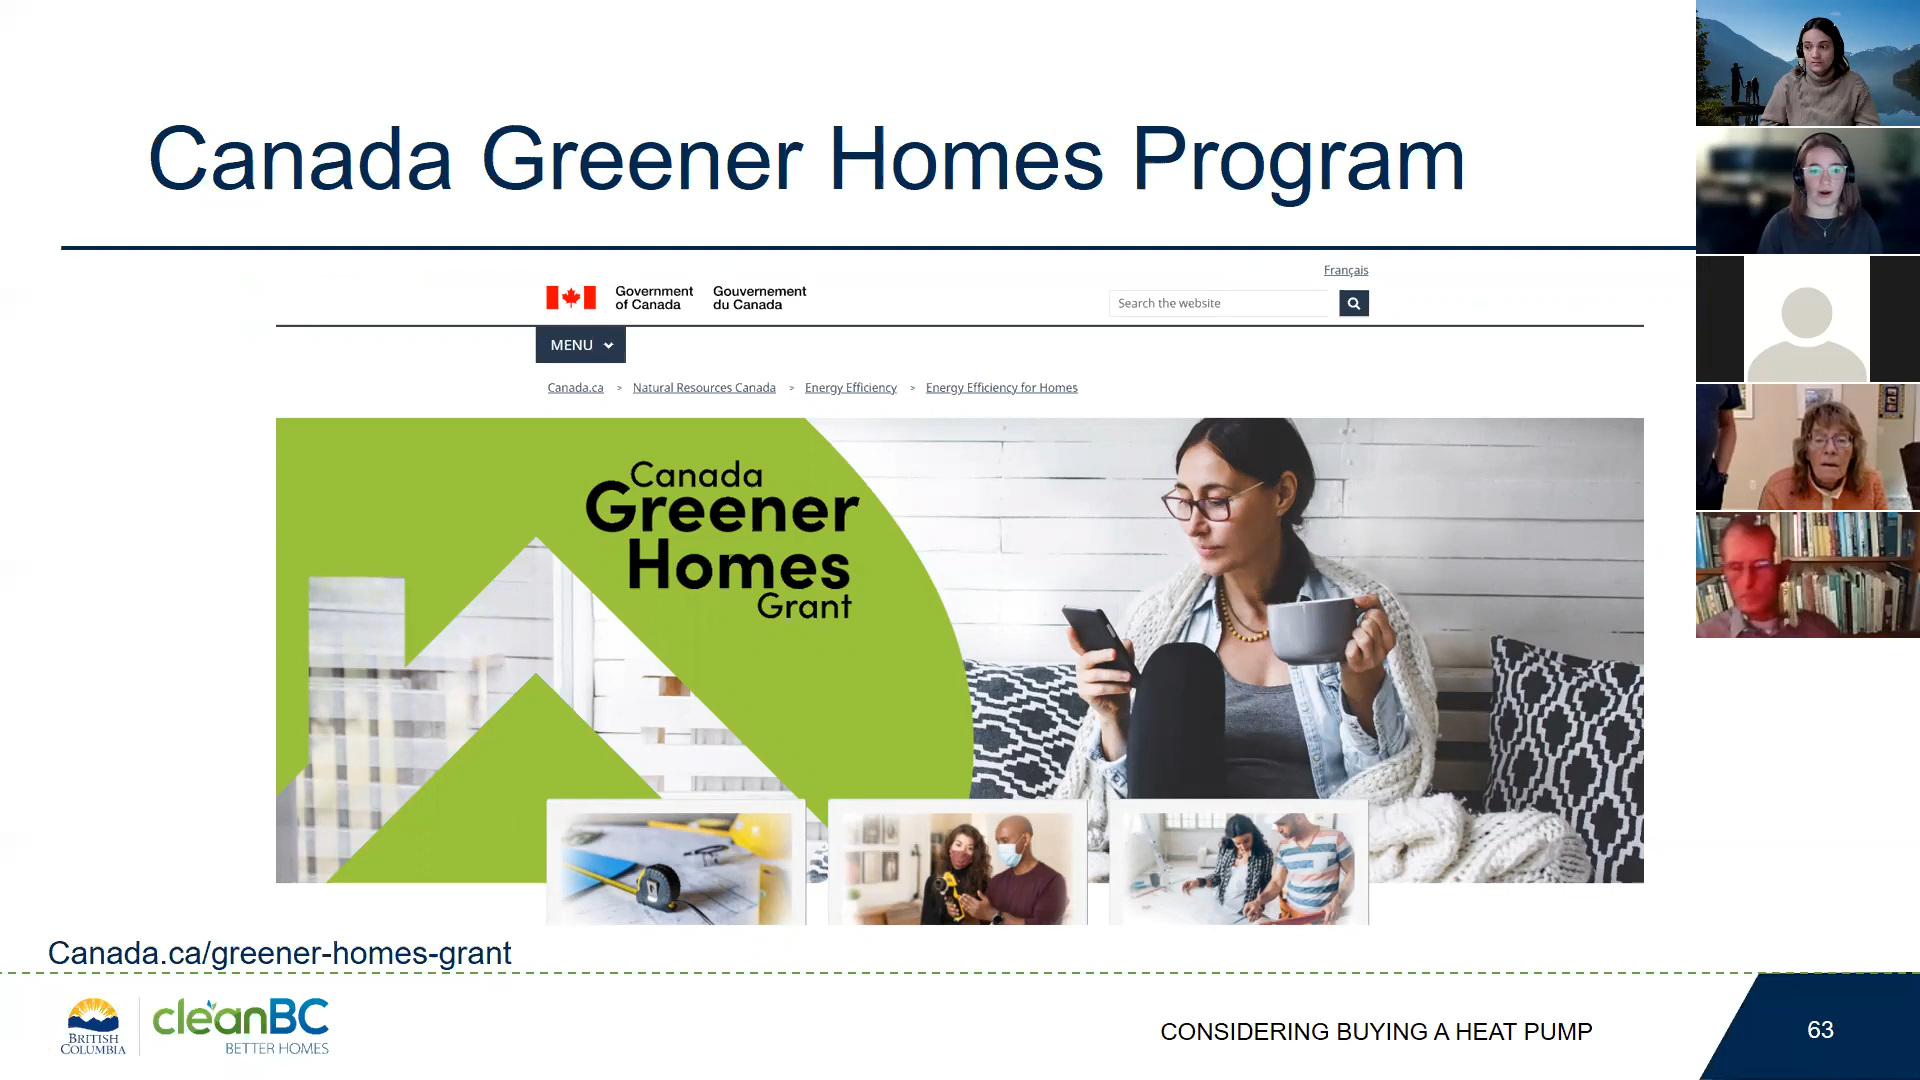 Canada Greener Homes Program
Français
Government of Canada
Gouvernement du Canada
Search the website
MENU
Canada.ca > Natural Resources Canada > Energy Efficiency > Energy Efficiency for Homes
Canada
Greener
Homes
Grant
Canada.ca/greener-homes-grant
BRITISH
COLUMBIA
cleanBC
BETTER HOMES
CONSIDERING BUYING A HEAT PUMP
63